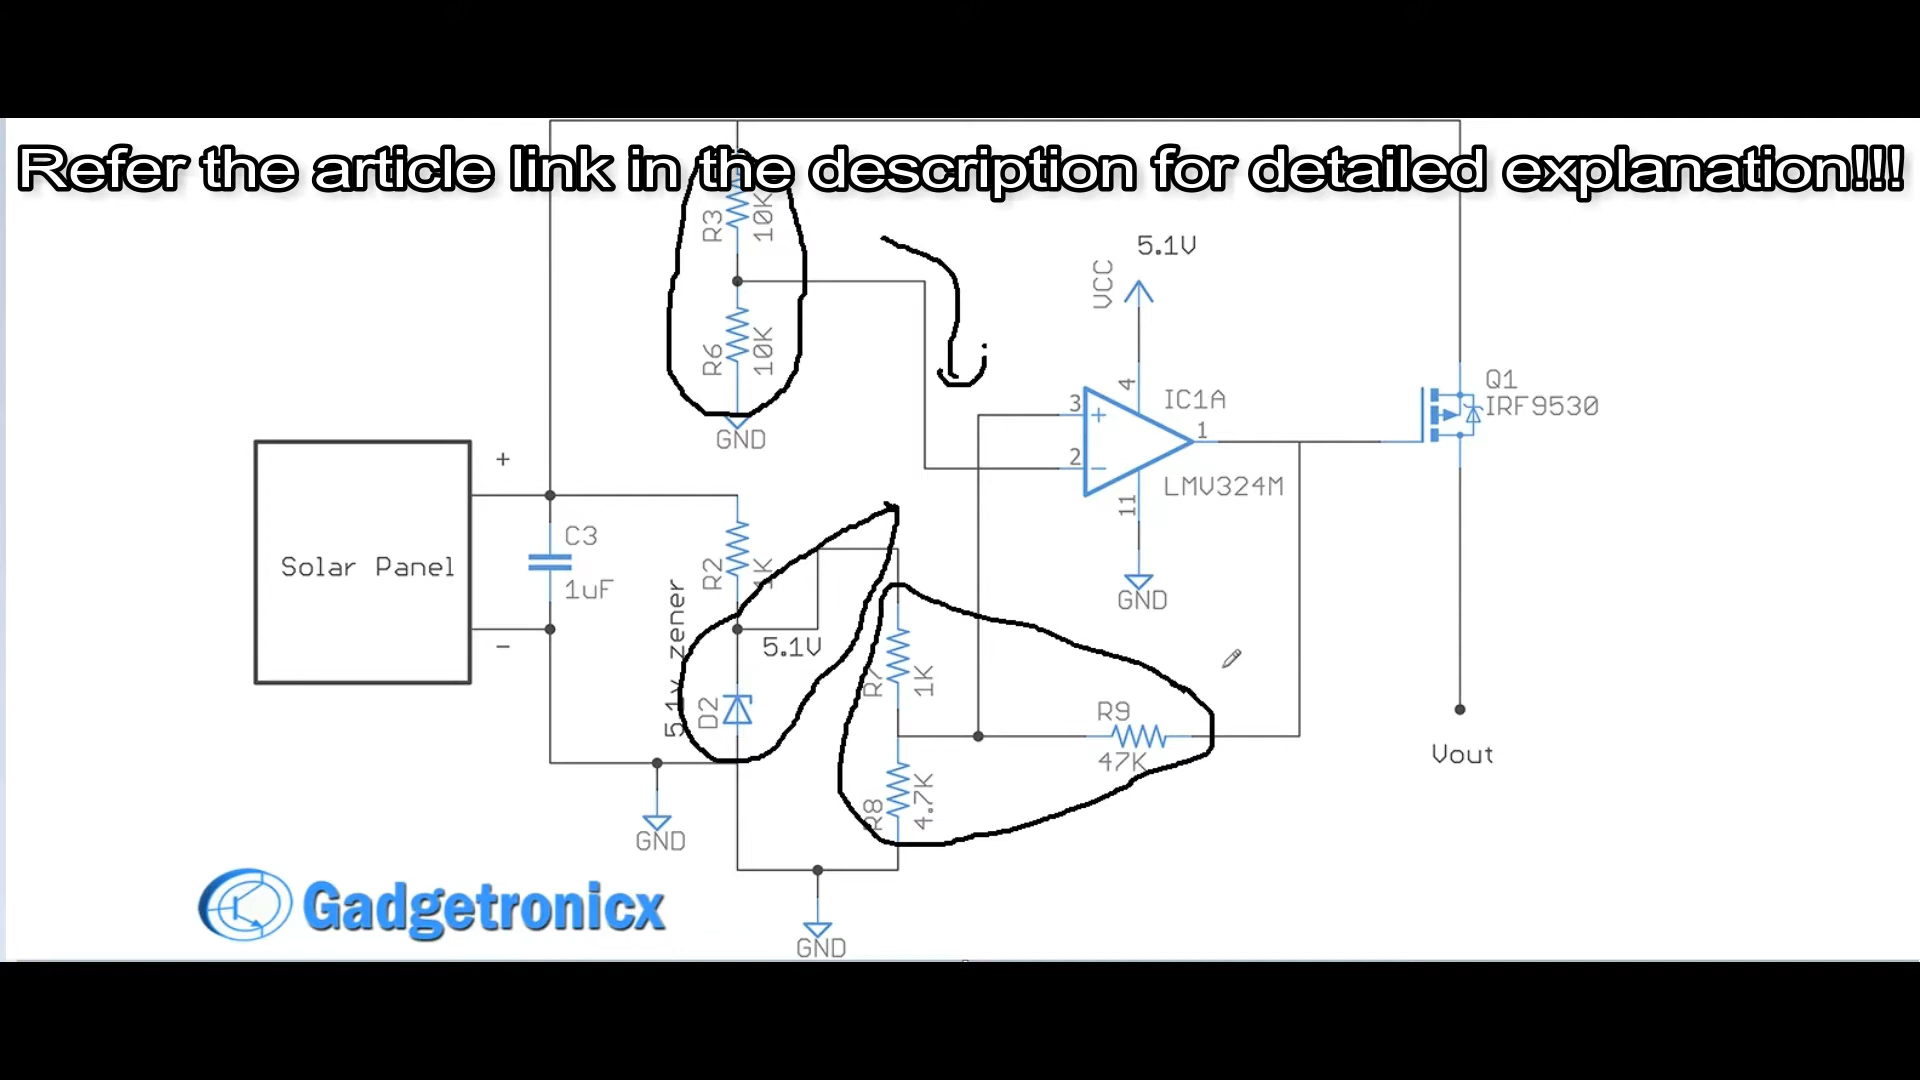 Refer the article link in the description for detailed explanation!!!
R3
10K
5.1V
VCC
R6
10K
GND
4
3
+
2
−
IC1A
1
LMV324M
11
GND
Q1
IRF9530
Solar Panel
+
−
C3
1uF
R2
1K
5.1v zener
5.1V
D2
GND
R7
1K
R9
47K
R8
4.7K
GND
Vout
Gadgetronicx